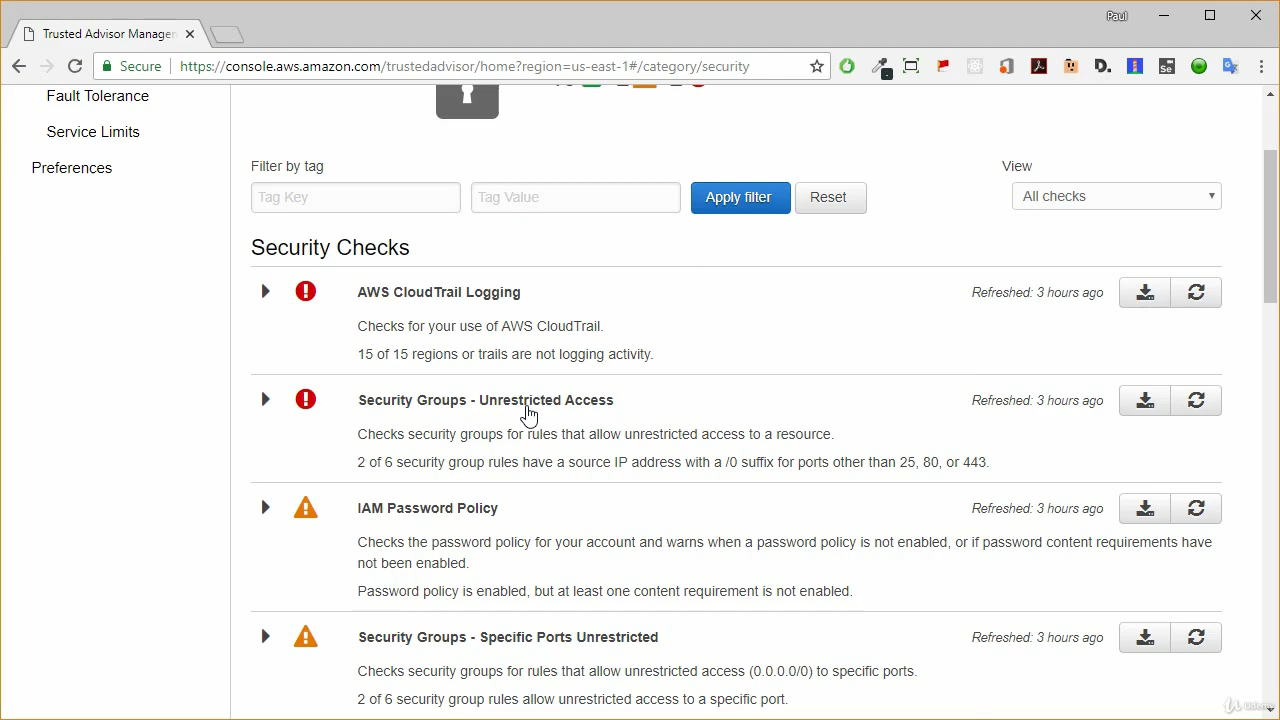 Paul
Trusted Advisor Manager
Secure
https://console.aws.amazon.com/trustedadvisor/home?region=us-east-1#/category/security
Fault Tolerance
Service Limits
Preferences
Filter by tag
View
Tag Key
Tag Value
Apply filter
Reset
All checks
Security Checks
AWS CloudTrail Logging
Refreshed: 3 hours ago
Checks for your use of AWS CloudTrail.
15 of 15 regions or trails are not logging activity.
Security Groups - Unrestricted Access
Refreshed: 3 hours ago
Checks security groups for rules that allow unrestricted access to a resource.
2 of 6 security group rules have a source IP address with a /0 suffix for ports other than 25, 80, or 443.
IAM Password Policy
Refreshed: 3 hours ago
Checks the password policy for your account and warns when a password policy is not enabled, or if password content requirements have
not been enabled.
Password policy is enabled, but at least one content requirement is not enabled.
Security Groups - Specific Ports Unrestricted
Refreshed: 3 hours ago
Checks security groups for rules that allow unrestricted access (0.0.0.0/0) to specific ports.
2 of 6 security group rules allow unrestricted access to a specific port.
Udemy